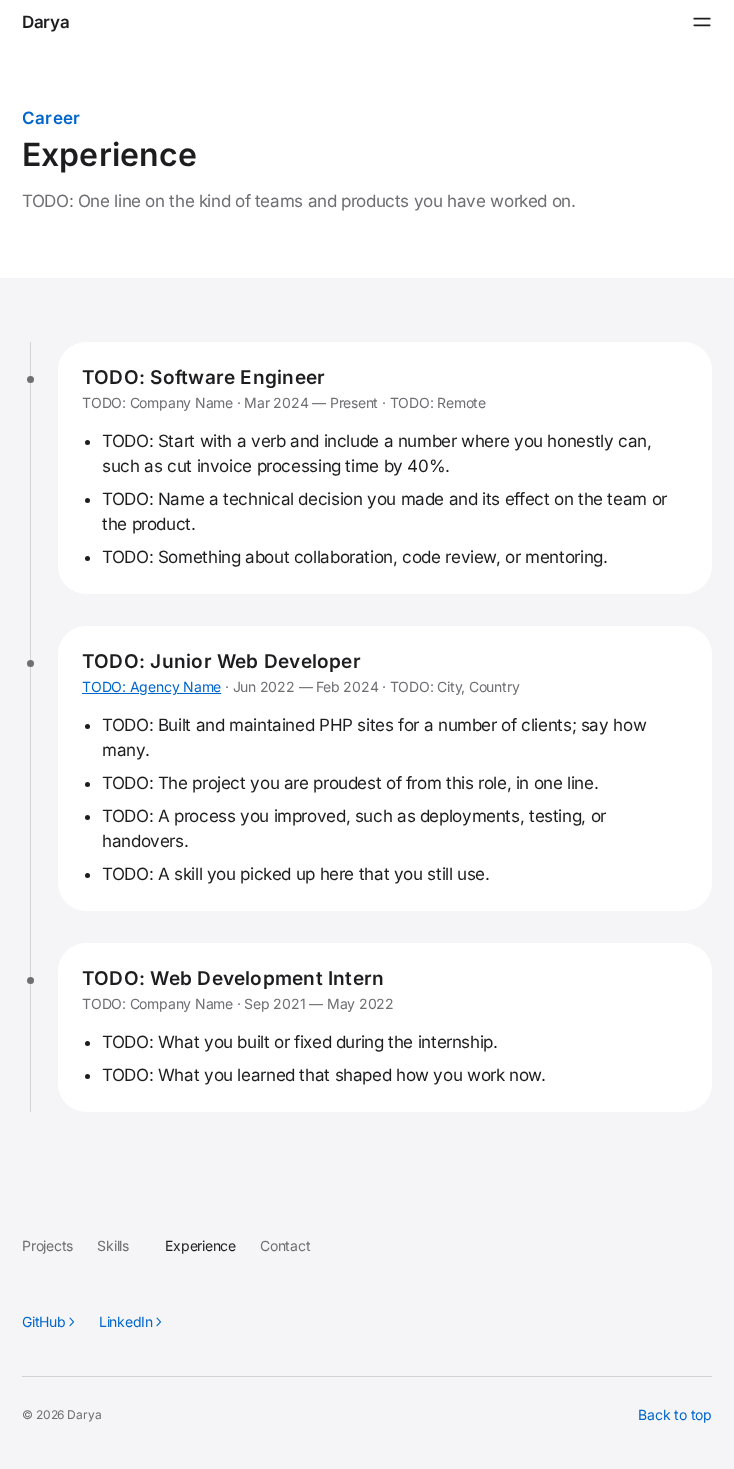 Darya
Career
Experience
TODO: One line on the kind of teams and products you have worked on.
TODO: Software Engineer
TODO: Company Name · Mar 2024 — Present · TODO: Remote
• TODO: Start with a verb and include a number where you honestly can,
such as cut invoice processing time by 40%.
• TODO: Name a technical decision you made and its effect on the team or
the product.
• TODO: Something about collaboration, code review, or mentoring.
TODO: Junior Web Developer
TODO: Agency Name · Jun 2022 — Feb 2024 · TODO: City, Country
• TODO: Built and maintained PHP sites for a number of clients; say how
many.
• TODO: The project you are proudest of from this role, in one line.
• TODO: A process you improved, such as deployments, testing, or
handovers.
• TODO: A skill you picked up here that you still use.
TODO: Web Development Intern
TODO: Company Name · Sep 2021 — May 2022
• TODO: What you built or fixed during the internship.
• TODO: What you learned that shaped how you work now.
Projects Skills Experience Contact
GitHub › LinkedIn ›
© 2026 Darya Back to top